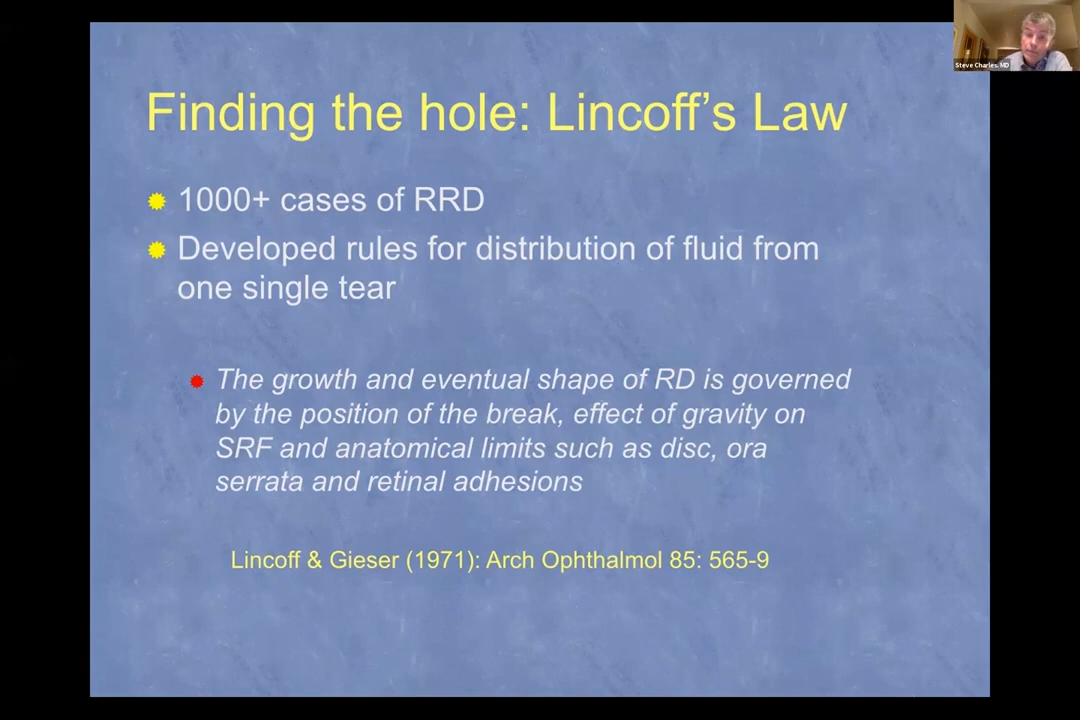 Steve Charles, MD
Finding the hole: Lincoff’s Law
1000+ cases of RRD
Developed rules for distribution of fluid from
one single tear
The growth and eventual shape of RD is governed
by the position of the break, effect of gravity on
SRF and anatomical limits such as disc, ora
serrata and retinal adhesions
Lincoff & Gieser (1971): Arch Ophthalmol 85: 565-9